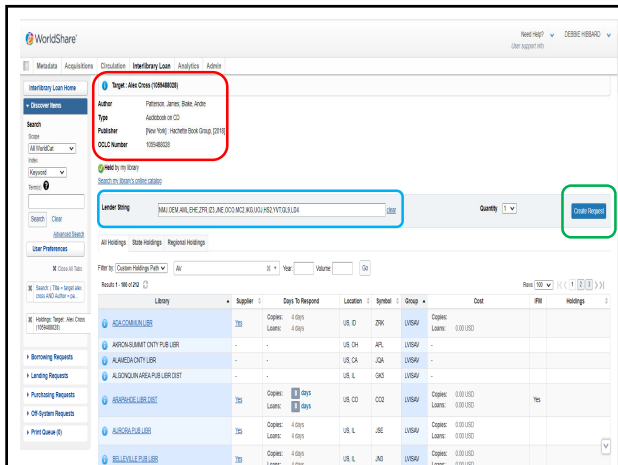 WorldShare®
Need Help?
DEBBIE HIBBARD
User support info
Metadata Acquisitions Circulation Interlibrary Loan Analytics Admin
Interlibrary Loan Home
Discover Items
Search
Scope
All WorldCat
Index
Keyword
Term(s)
Search Clear
Advanced Search
User Preferences
Close All Tabs
Search: ( Title = target alex cross AND Author = pa...
Holdings: Target: Alex Cross (1059488028)
Borrowing Requests
Lending Requests
Purchasing Requests
Off-System Requests
Print Queue (0)
Target : Alex Cross (1059488028)
Author Patterson, James; Blake, Andre
Type Audiobook on CD
Publisher [New York] : Hachette Book Group, [2018]
OCLC Number 1059488028
Held by my library
Search my library's online catalog
Lender String
clear
Quantity 1
Create Request
All Holdings State Holdings Regional Holdings
Filter by: Custom Holdings Path AV Year: Volume: Go
Results 1 - 100 of 212
Rows 100 1 2 3
Library Supplier Days To Respond Location Symbol Group Cost IFM Holdings
ADA COMMUN LIBR Yes Copies: 4 days Loans: 4 days US, ID ZRK LVISAV Copies: Loans: 0.00 USD
AKRON-SUMMIT CNTY PUB LIBR - - US, OH APL LVISAV -
ALAMEDA CNTY LIBR - - US, CA JQA LVISAV -
ALGONQUIN AREA PUB LIBR DIST - - US, IL GK5 LVISAV -
ARAPAHOE LIBR DIST Yes Copies: 8 days Loans: 8 days US, CO CO2 LVISAV Copies: 0.00 USD Loans: 0.00 USD Yes
AURORA PUB LIBR Yes Copies: 4 days Loans: 4 days US, IL JSE LVISAV Copies: 0.00 USD Loans: 0.00 USD
BELLEVILLE PUB LIBR Yes Copies: 4 days Loans: 4 days US, IL JN3 LVISAV Copies: 0.00 USD Loans: 0.00 USD